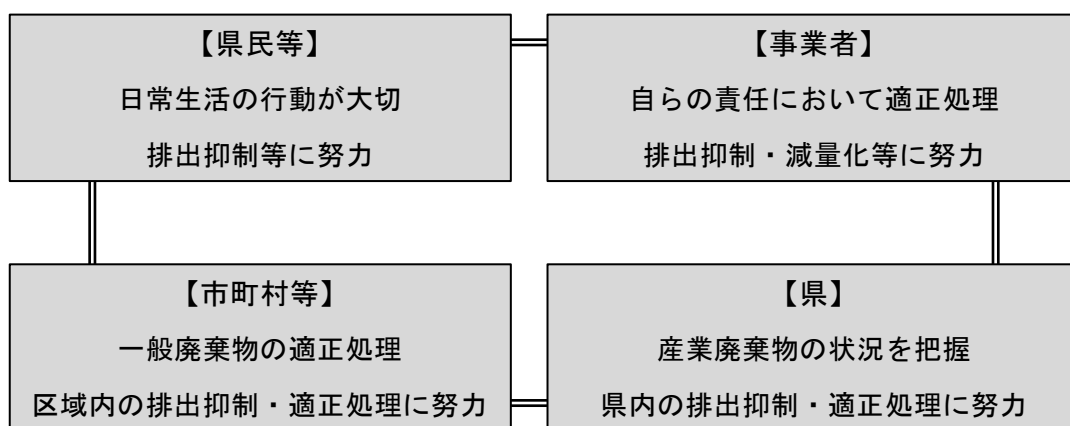 【県民等】
日常生活の行動が大切
排出抑制等に努力
【事業者】
自らの責任において適正処理
排出抑制・減量化等に努力
【市町村等】
一般廃棄物の適正処理
区域内の排出抑制・適正処理に努力
【県】
産業廃棄物の状況を把握
県内の排出抑制・適正処理に努力